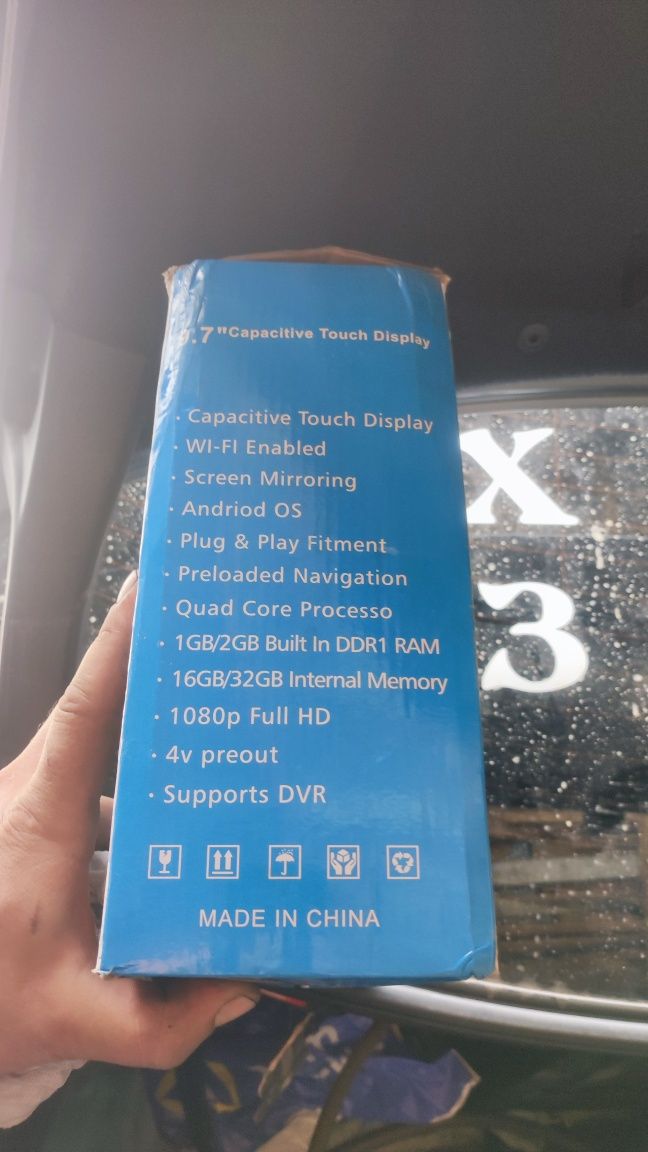 "Capacitive Touch Display
· Capacitive Touch Display
· WI-FI Enabled
· Screen Mirroring
· Andriod OS
· Plug & Play Fitment
· Preloaded Navigation
· Quad Core Processo
· 1GB/2GB Built In DDR1 RAM
· 16GB/32GB Internal Memory
· 1080p Full HD
· 4v preout
· Supports DVR
MADE IN CHINA
X
3